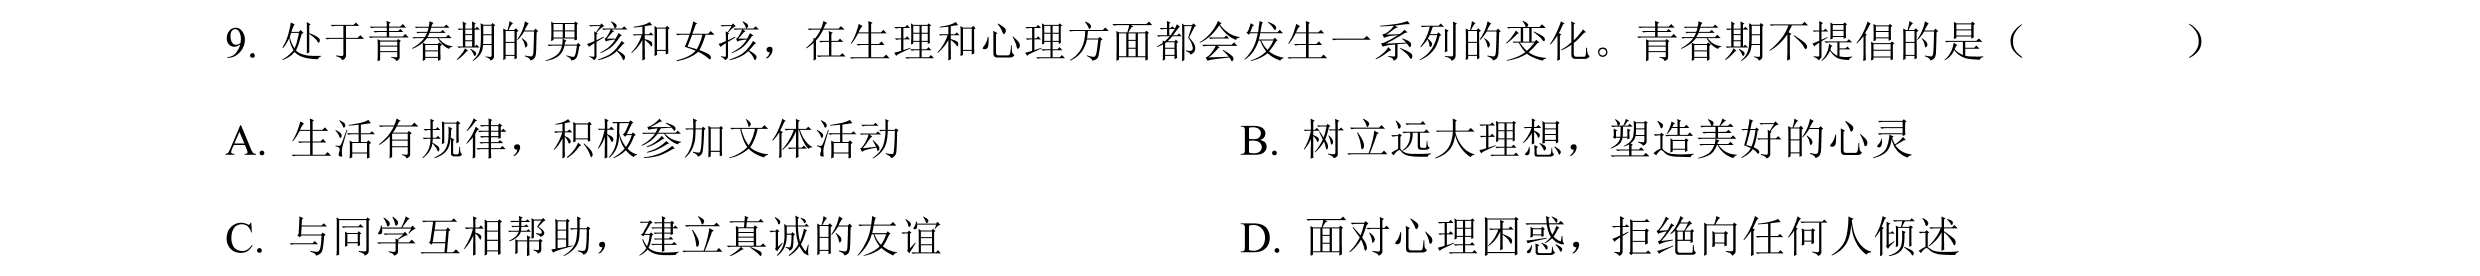 9. 处于青春期的男孩和女孩，在生理和心理方面都会发生一系列的变化。青春期不提倡的是（　　　）
A. 生活有规律，积极参加文体活动　　B. 树立远大理想，塑造美好的心灵
C. 与同学互相帮助，建立真诚的友谊　　D. 面对心理困惑，拒绝向任何人倾述